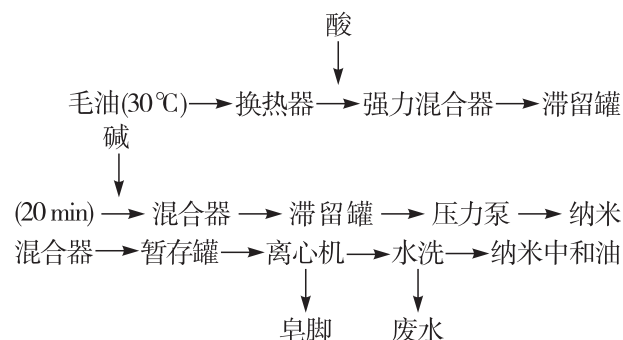 酸
毛油(30℃)→换热器→强力混合器→滞留罐
碱
(20 min)→混合器→滞留罐→压力泵→纳米
混合器→暂存罐→离心机→水洗→纳米中和油
皂脚 废水